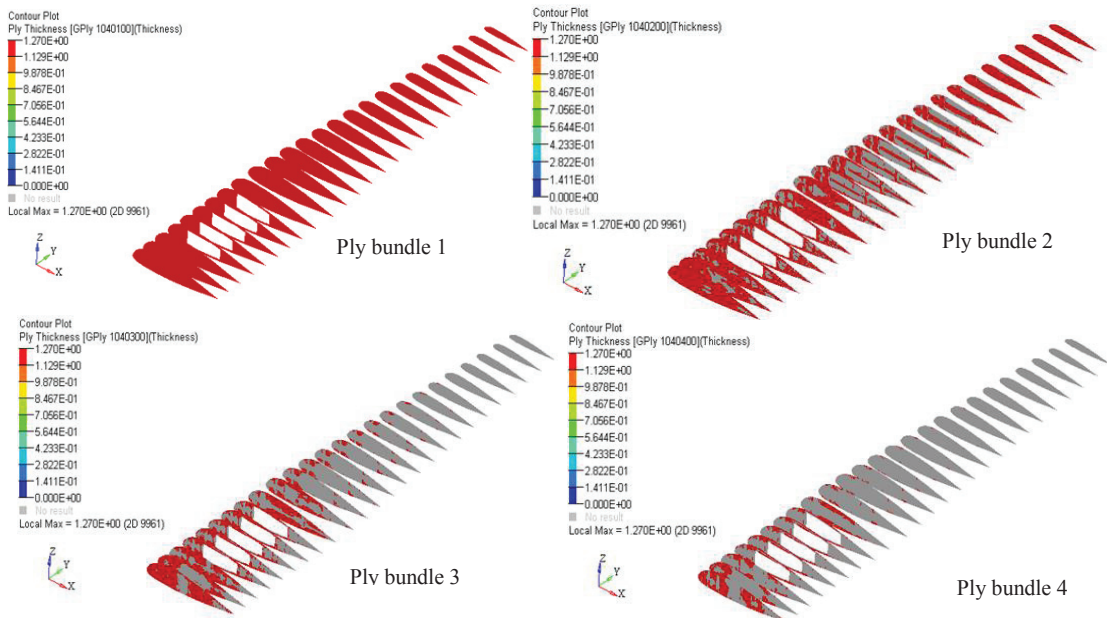 Contour Plot
Ply Thickness [GPly 1040100](Thickness)
1.270E+00
1.129E+00
9.878E-01
8.467E-01
7.056E-01
5.644E-01
4.233E-01
2.822E-01
1.411E-01
0.000E+00
No result
Local Max = 1.270E+00 (2D 9961)
Z
Y
X
Ply bundle 1
Contour Plot
Ply Thickness [GPly 1040200](Thickness)
1.270E+00
1.129E+00
9.878E-01
8.467E-01
7.056E-01
5.644E-01
4.233E-01
2.822E-01
1.411E-01
0.000E+00
No result
Local Max = 1.270E+00 (2D 9961)
Z
Y
X
Ply bundle 2
Contour Plot
Ply Thickness [GPly 1040300](Thickness)
1.270E+00
1.129E+00
9.878E-01
8.467E-01
7.056E-01
5.644E-01
4.233E-01
2.822E-01
1.411E-01
0.000E+00
No result
Local Max = 1.270E+00 (2D 9961)
Z
Y
X
Ply bundle 3
Contour Plot
Ply Thickness [GPly 1040400](Thickness)
1.270E+00
1.129E+00
9.878E-01
8.467E-01
7.056E-01
5.644E-01
4.233E-01
2.822E-01
1.411E-01
0.000E+00
No result
Local Max = 1.270E+00 (2D 9961)
Z
Y
X
Ply bundle 4